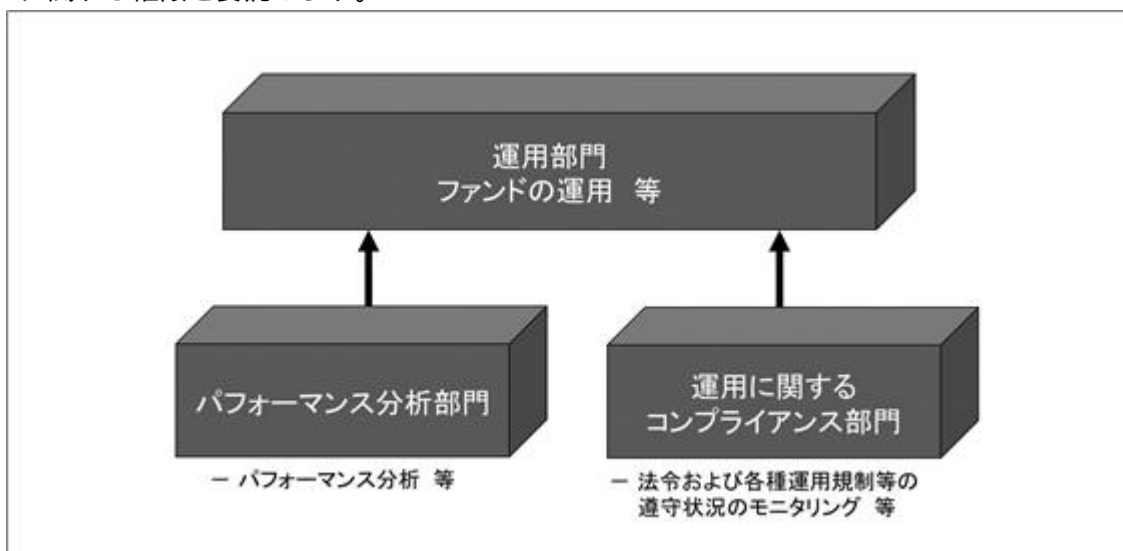 運用部門
ファンドの運用 等
パフォーマンス分析部門
－ パフォーマンス分析 等
運用に関する
コンプライアンス部門
－ 法令および各種運用規制等の
遵守状況のモニタリング 等